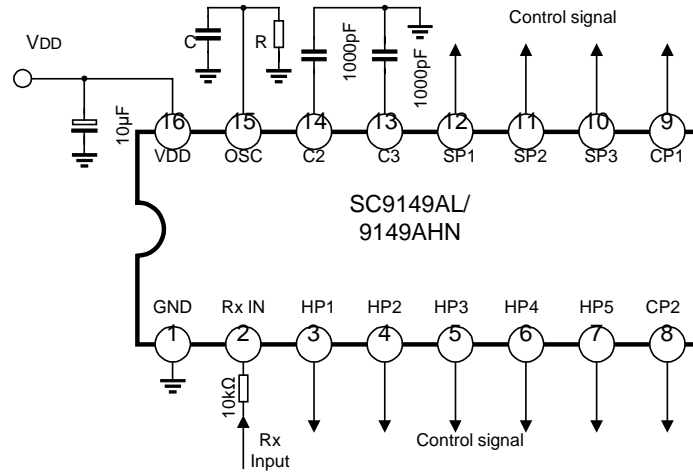 Control signal
VDD
C
R
1000pF
1000pF
10μF
16
15
14
13
12
11
10
9
VDD
OSC
C2
C3
SP1
SP2
SP3
CP1
SC9149AL/
9149AHN
GND
Rx IN
HP1
HP2
HP3
HP4
HP5
CP2
1
2
3
4
5
6
7
8
10kΩ
Rx
Input
Control signal